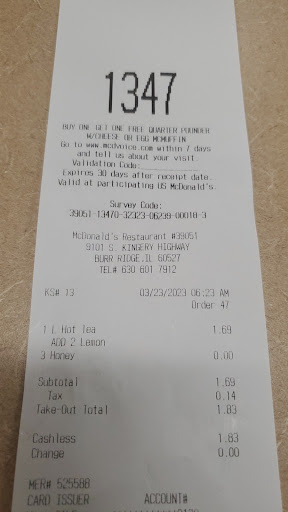 1347
BUY ONE GET ONE FREE QUARTER POUNDER
W/CHEESE OR EGG MCMUFFIN
Go to www.mcdvoice.com within 7 days
and tell us about your visit.
Validation Code:
Expires 30 days after receipt date.
Valid at participating US McDonald's.
Survey Code:
39051-13470-32323-06239-00018-3
McDonald's Restaurant #39051
9101 S. KINGERY HIGHWAY
BURR RIDGE,IL 60527
TEL# 630 601 7912
KS# 13 03/23/2023 06:23 AM
Order 47
1 L Hot Tea 1.69
ADD 2 Lemon
3 Honey 0.00
Subtotal 1.69
Tax 0.14
Take-Out Total 1.83
Cashless 1.83
Change 0.00
MER# 525588
CARD ISSUER ACCOUNT#